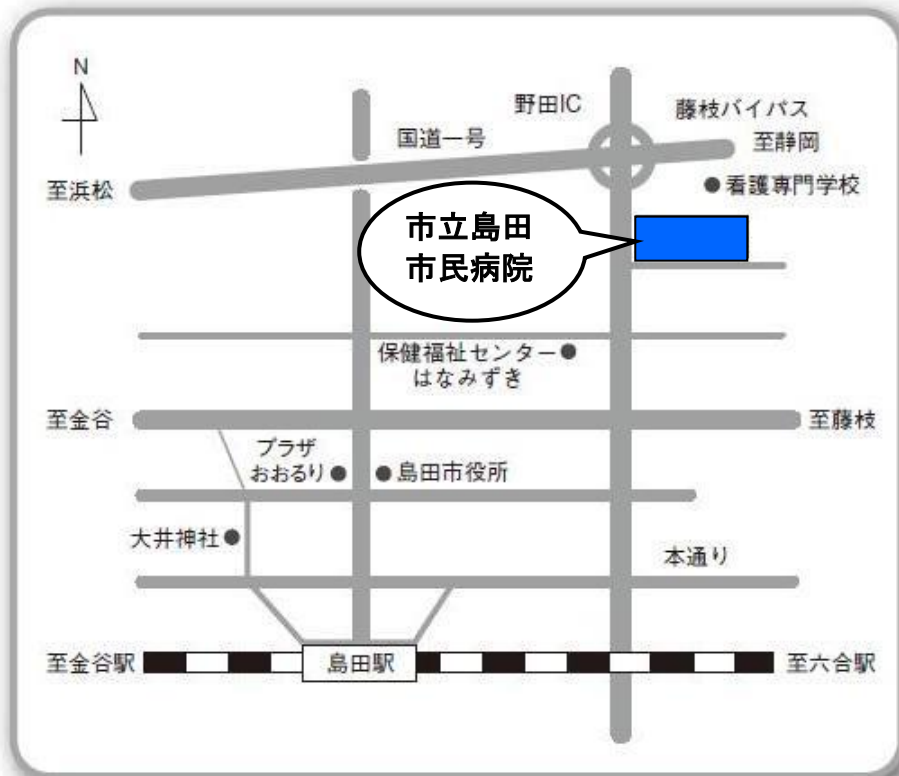 N
野田IC
藤枝バイパス
国道一号
至静岡
至浜松
看護専門学校
市立島田
市民病院
保健福祉センター
はなみずき
至金谷
至藤枝
プラザ
おおるり
島田市役所
大井神社
本通り
至金谷駅
島田駅
至六合駅